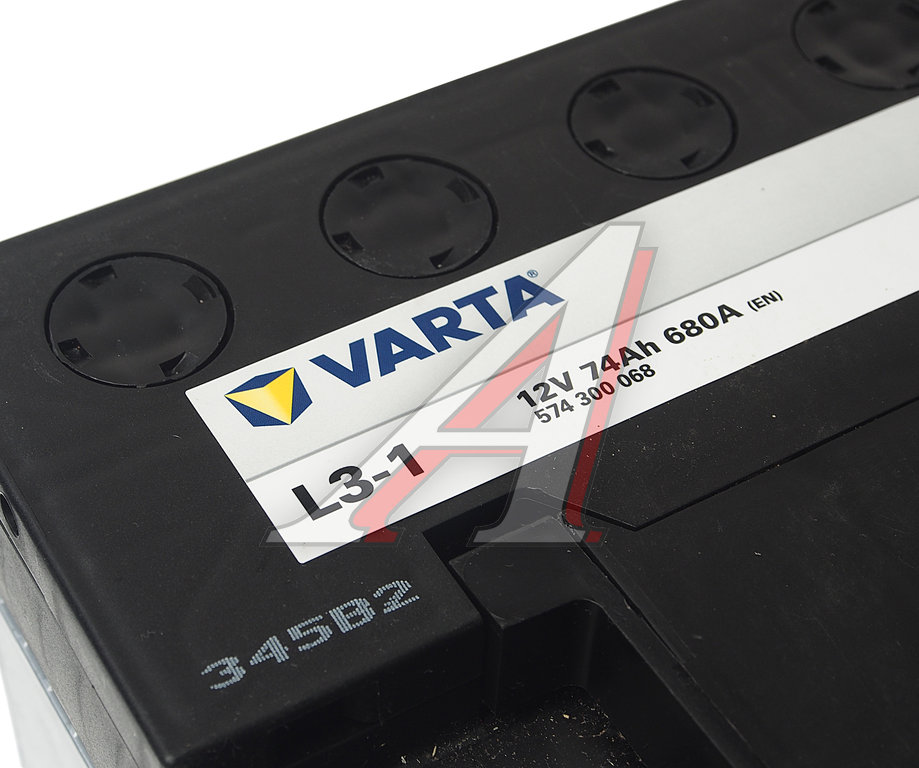 VARTA®
12V 74Ah 680A (EN)
574 300 068
L3-1
345B2